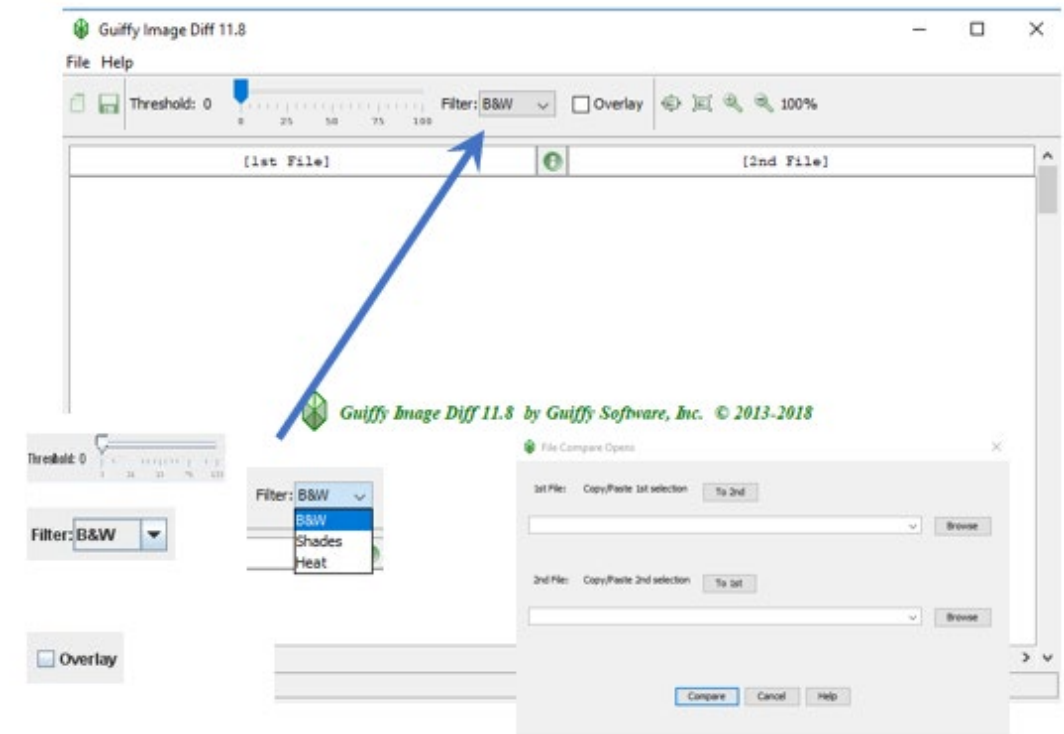 Guiffy Image Diff 11.8
File Help
Threshold: 0
0 25 50 75 100
Filter: B&W
Overlay
100%
[1st File]
[2nd File]
Guiffy Image Diff 11.8 by Guiffy Software, Inc. © 2013-2018
Threshold: 0
Filter: B&W
Overlay
Filter: B&W
B&W
Shades
Heat
File Compare Opens
1st File: Copy/Paste 1st selection To 2nd
Browse
2nd File: Copy/Paste 2nd selection To 1st
Browse
Compare Cancel Help